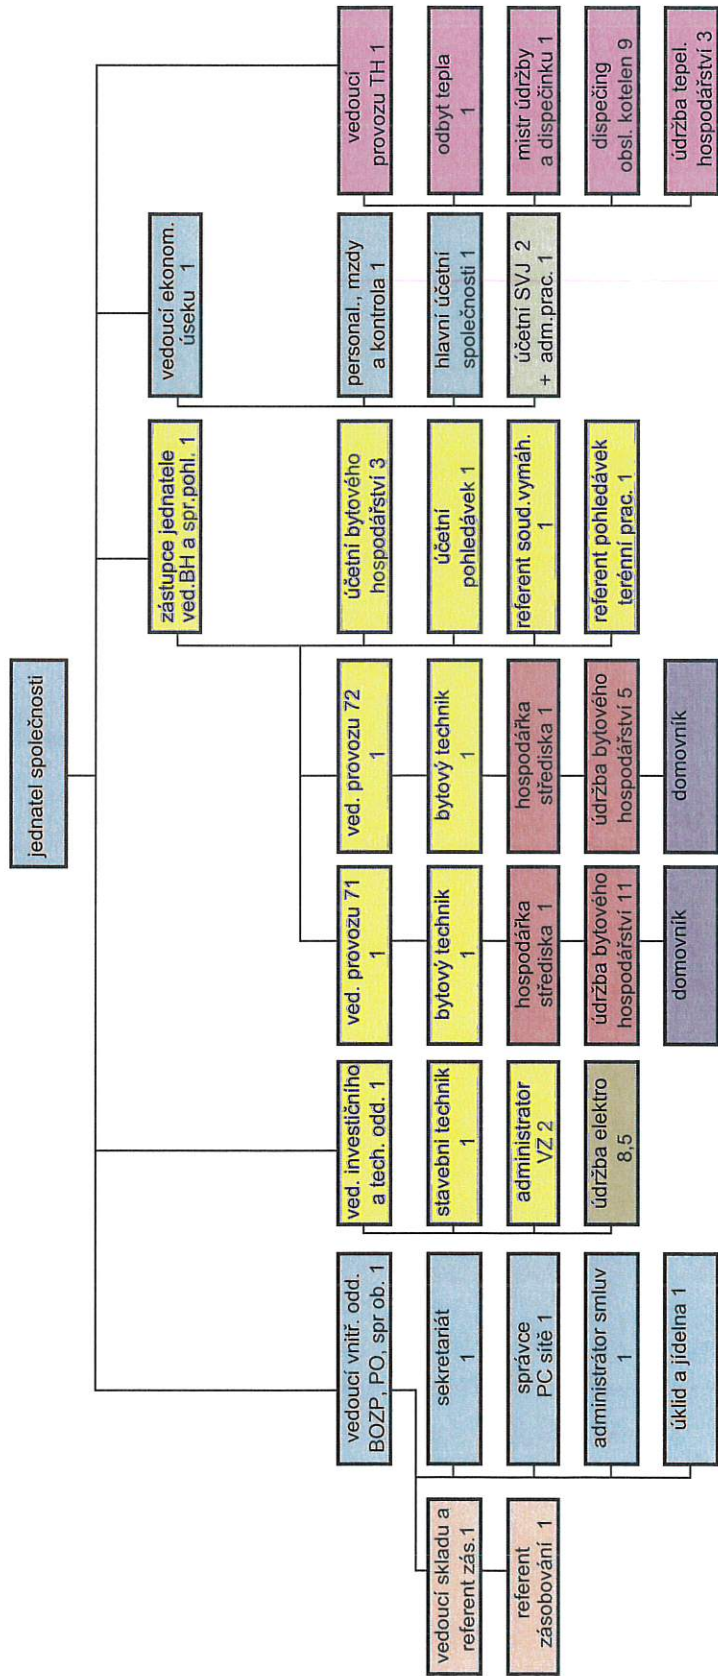 jednatel společnosti
zástupce jednatele
ved.BH a spr.pohl. 1
vedoucí ekonom.
úseku 1
vedoucí vnitř. odd.
BOZP, PO, spr ob. 1
ved. investičního
a tech. odd. 1
ved. provozu 71
1
ved. provozu 72
1
účetní bytového
hospodářství 3
personal., mzdy
a kontrola 1
vedoucí
provozu TH 1
vedoucí skladu a
referent zás.1
sekretariát
1
stavební technik
1
bytový technik
1
bytový technik
1
účetní
pohledávek 1
hlavní účetní
společnosti 1
odbyt tepla
1
referent
zásobování 1
správce
PC sítě 1
administrátor
VZ 2
hospodářka
střediska 1
hospodářka
střediska 1
referent soud.vymáh.
1
účetní SVJ 2
+ adm.prac. 1
mistr údržby
a dispečinku 1
administrátor smluv
1
údržba elektro
8,5
údržba bytového
hospodářství 11
údržba bytového
hospodářství 5
referent pohledávek
terénní prac. 1
dispečing
obsl. kotelen 9
úklid a jídelna 1
domovník
domovník
údržba tepel.
hospodářství 3